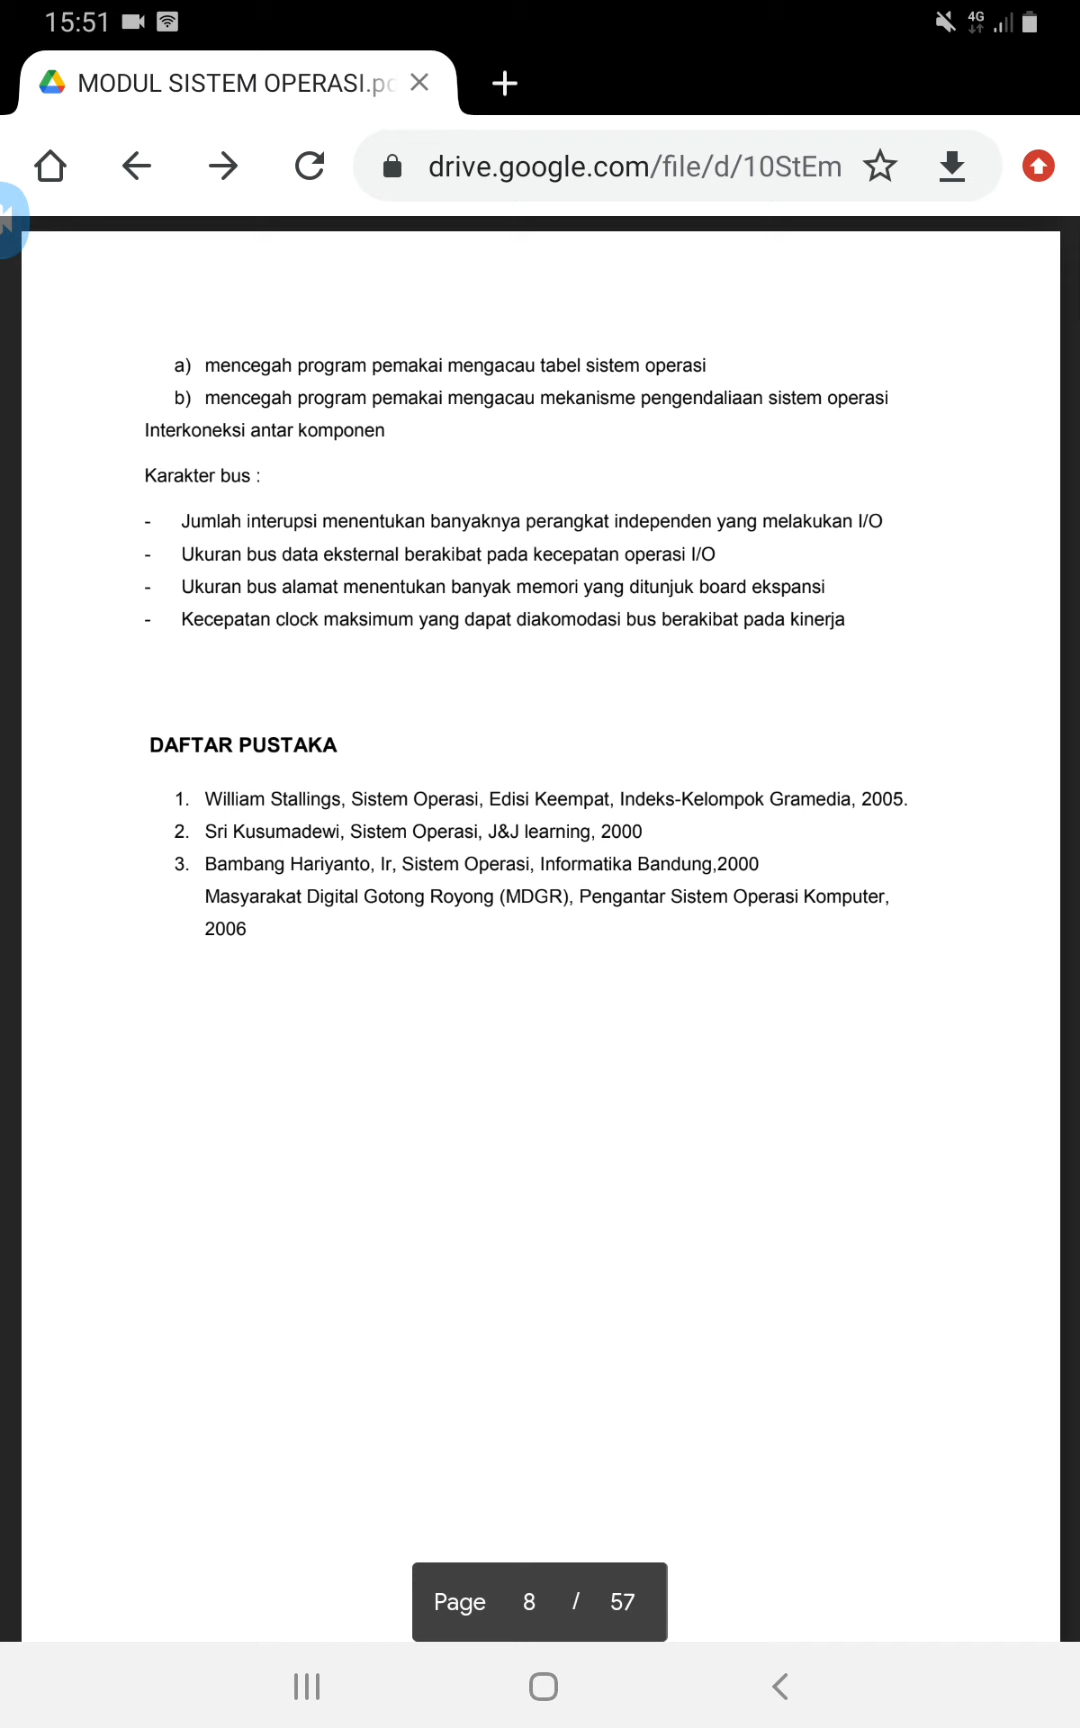 15:51
4G
MODUL SISTEM OPERASI.pc
drive.google.com/file/d/10StEm
a) mencegah program pemakai mengacau tabel sistem operasi
b) mencegah program pemakai mengacau mekanisme pengendaliaan sistem operasi
Interkoneksi antar komponen
Karakter bus :
- Jumlah interupsi menentukan banyaknya perangkat independen yang melakukan I/O
- Ukuran bus data eksternal berakibat pada kecepatan operasi I/O
- Ukuran bus alamat menentukan banyak memori yang ditunjuk board ekspansi
- Kecepatan clock maksimum yang dapat diakomodasi bus berakibat pada kinerja
DAFTAR PUSTAKA
1. William Stallings, Sistem Operasi, Edisi Keempat, Indeks-Kelompok Gramedia, 2005.
2. Sri Kusumadewi, Sistem Operasi, J&J learning, 2000
3. Bambang Hariyanto, Ir, Sistem Operasi, Informatika Bandung,2000
Masyarakat Digital Gotong Royong (MDGR), Pengantar Sistem Operasi Komputer,
2006
Page 8 / 57